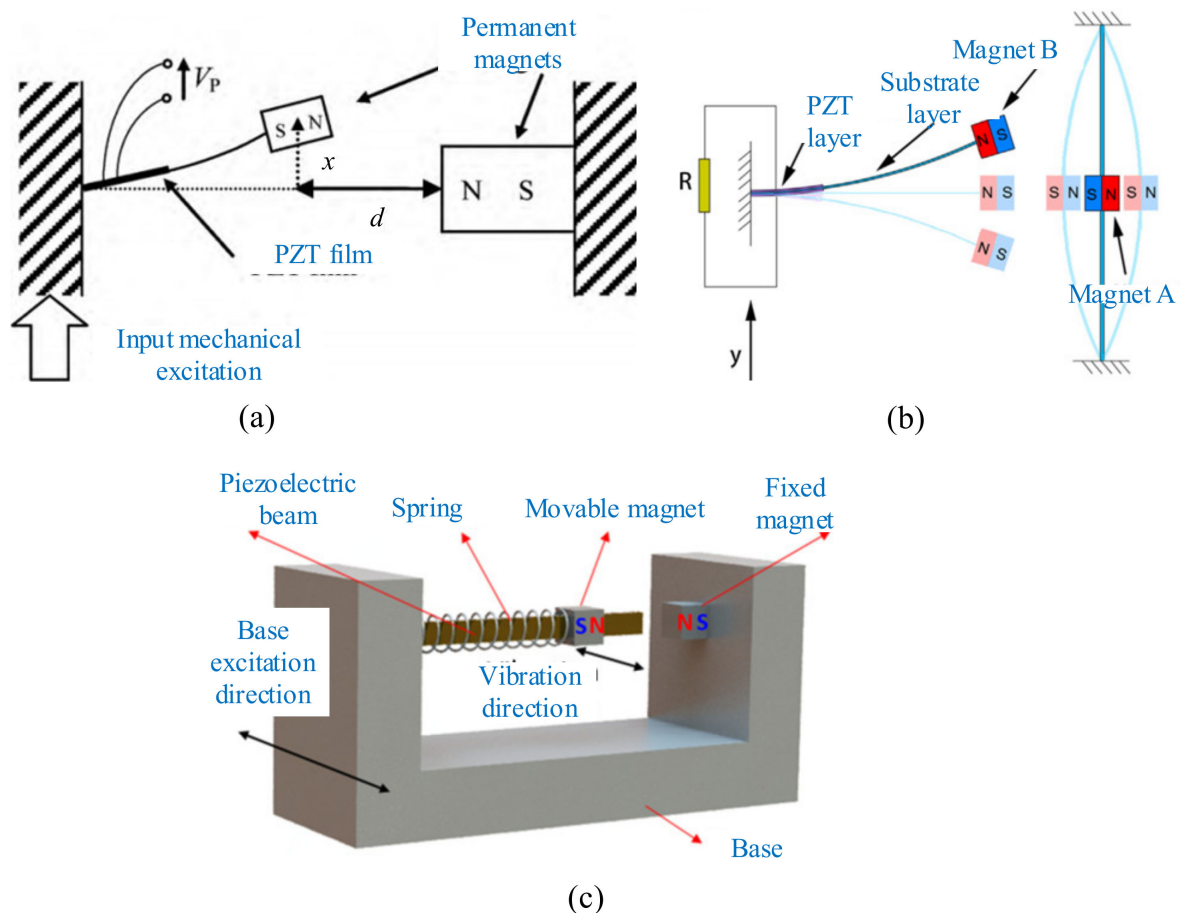 Permanent
magnets
V_P
S N
x
N S
d
PZT film
Input mechanical
excitation
(a)
Magnet B
Substrate
layer
PZT
layer
N S
R
N S
S N
S N
S N
N S
Magnet A
y
(b)
Piezoelectric
beam
Spring
Movable magnet
Fixed
magnet
S N
N S
Base
excitation
direction
Vibration
direction
Base
(c)